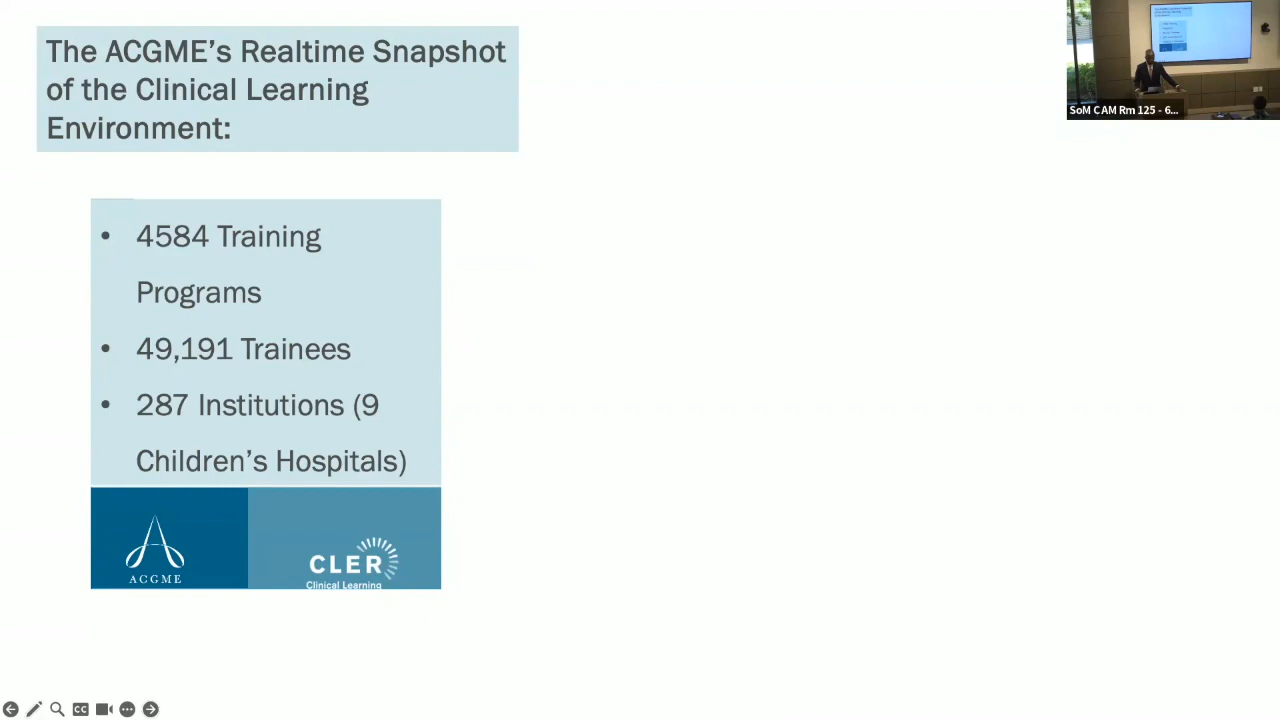 The ACGME’s Realtime Snapshot
of the Clinical Learning
Environment:
SoM CAM Rm 125 - 6...
• 4584 Training
Programs
• 49,191 Trainees
• 287 Institutions (9
Children’s Hospitals)
ACGME
CLER
Clinical Learning
CC